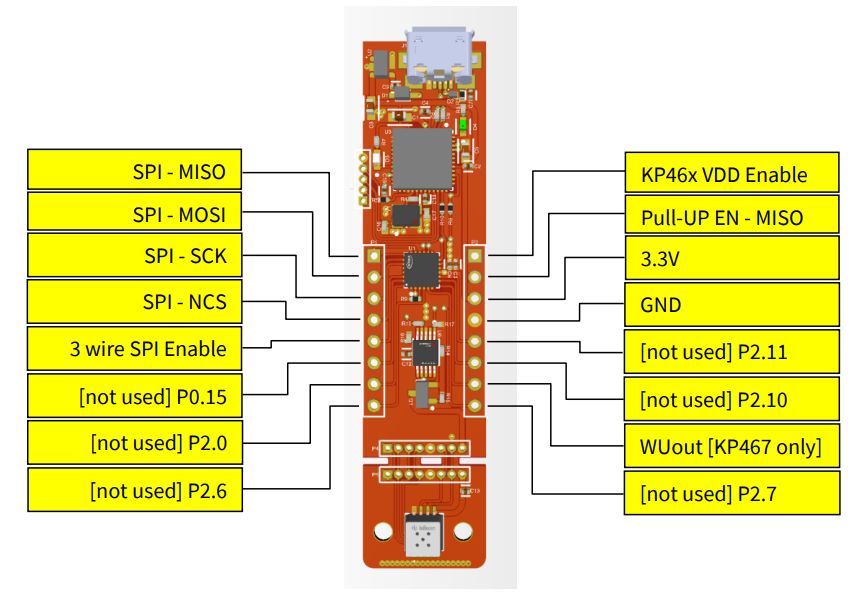 SPI - MISO
SPI - MOSI
SPI - SCK
SPI - NCS
3 wire SPI Enable
[not used] P0.15
[not used] P2.0
[not used] P2.6
KP46x VDD Enable
Pull-UP EN - MISO
3.3V
GND
[not used] P2.11
[not used] P2.10
WUout [KP467 only]
[not used] P2.7